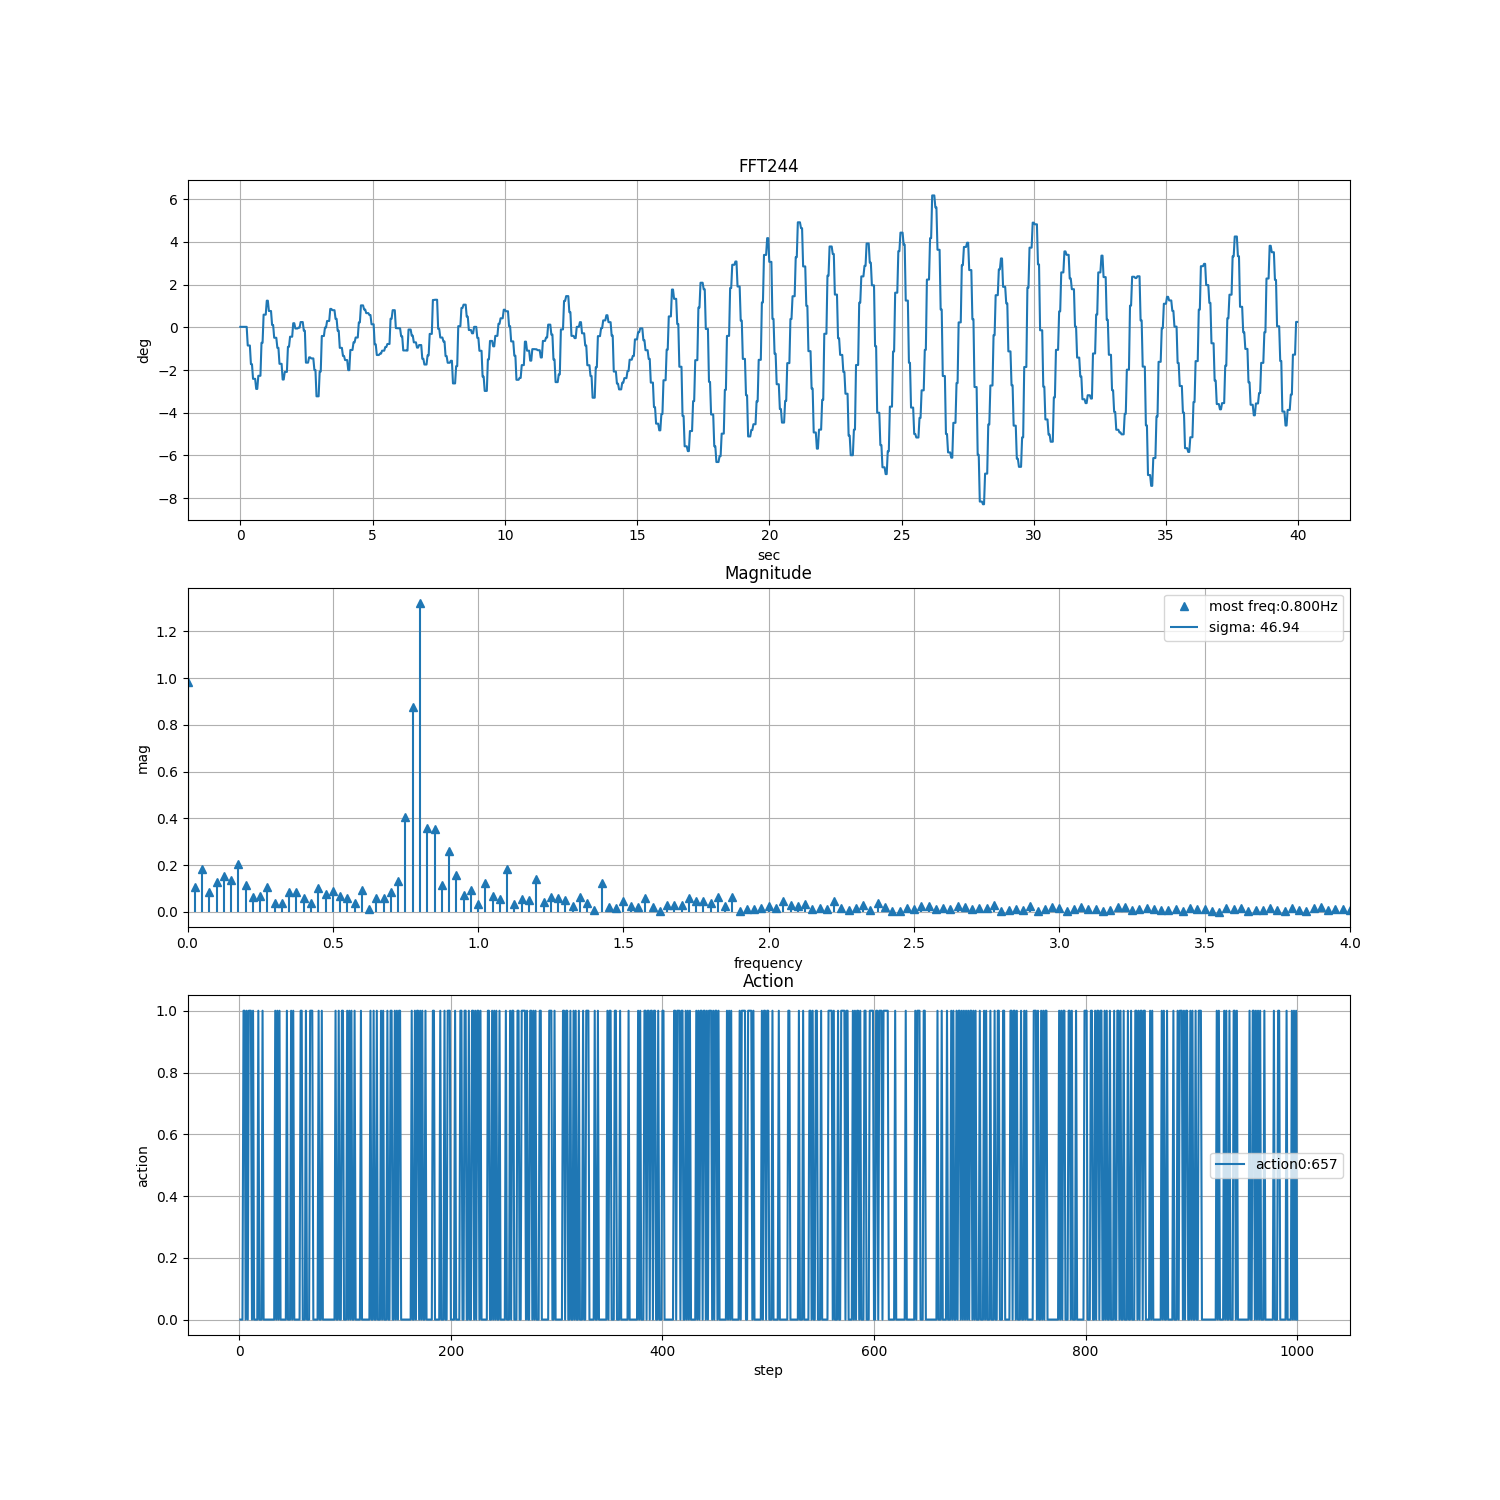 FFT244
6
4
2
0
−2
−4
−6
−8
deg
0 5 10 15 20 25 30 35 40
sec
Magnitude
1.2
1.0
0.8
0.6
0.4
0.2
0.0
mag
most freq:0.800Hz
sigma: 46.94
0.0 0.5 1.0 1.5 2.0 2.5 3.0 3.5 4.0
frequency
Action
1.0
0.8
0.6
0.4
0.2
0.0
action
action0:657
0 200 400 600 800 1000
step